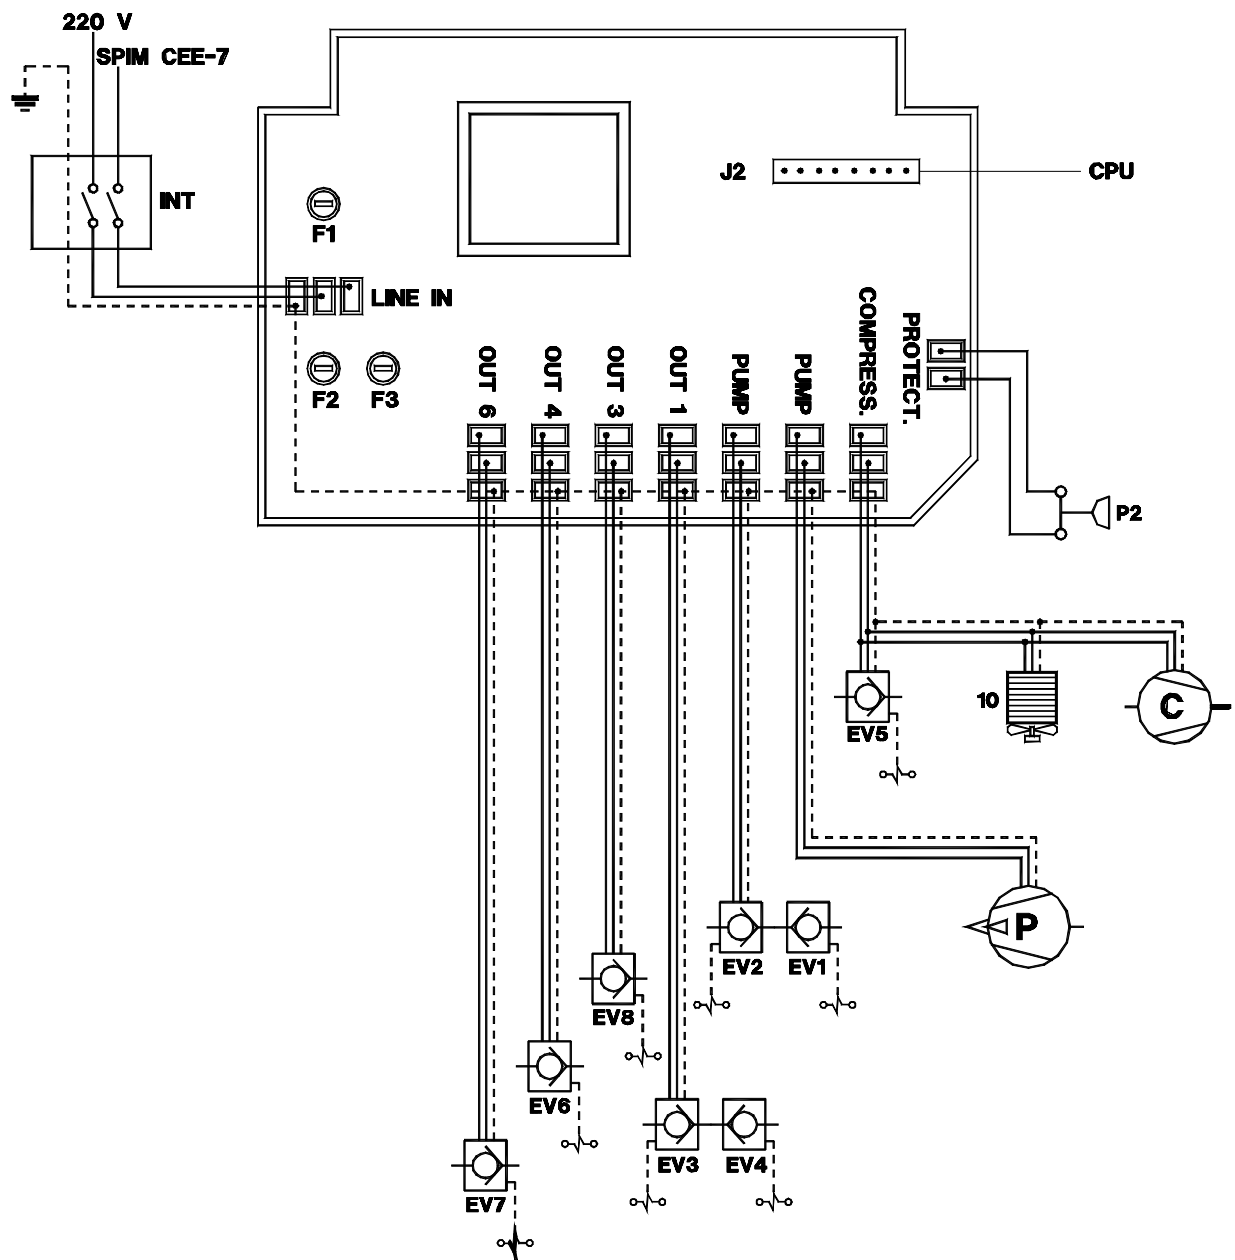 220 V
SPIM CEE-7
INT
J2
CPU
F1
LINE IN
F2
F3
OUT 6
OUT 4
OUT 3
OUT 1
PUMP
PUMP
COMPRESS.
PROTECT.
P2
10
C
EV5
P
EV2
EV1
EV8
EV6
EV3
EV4
EV7